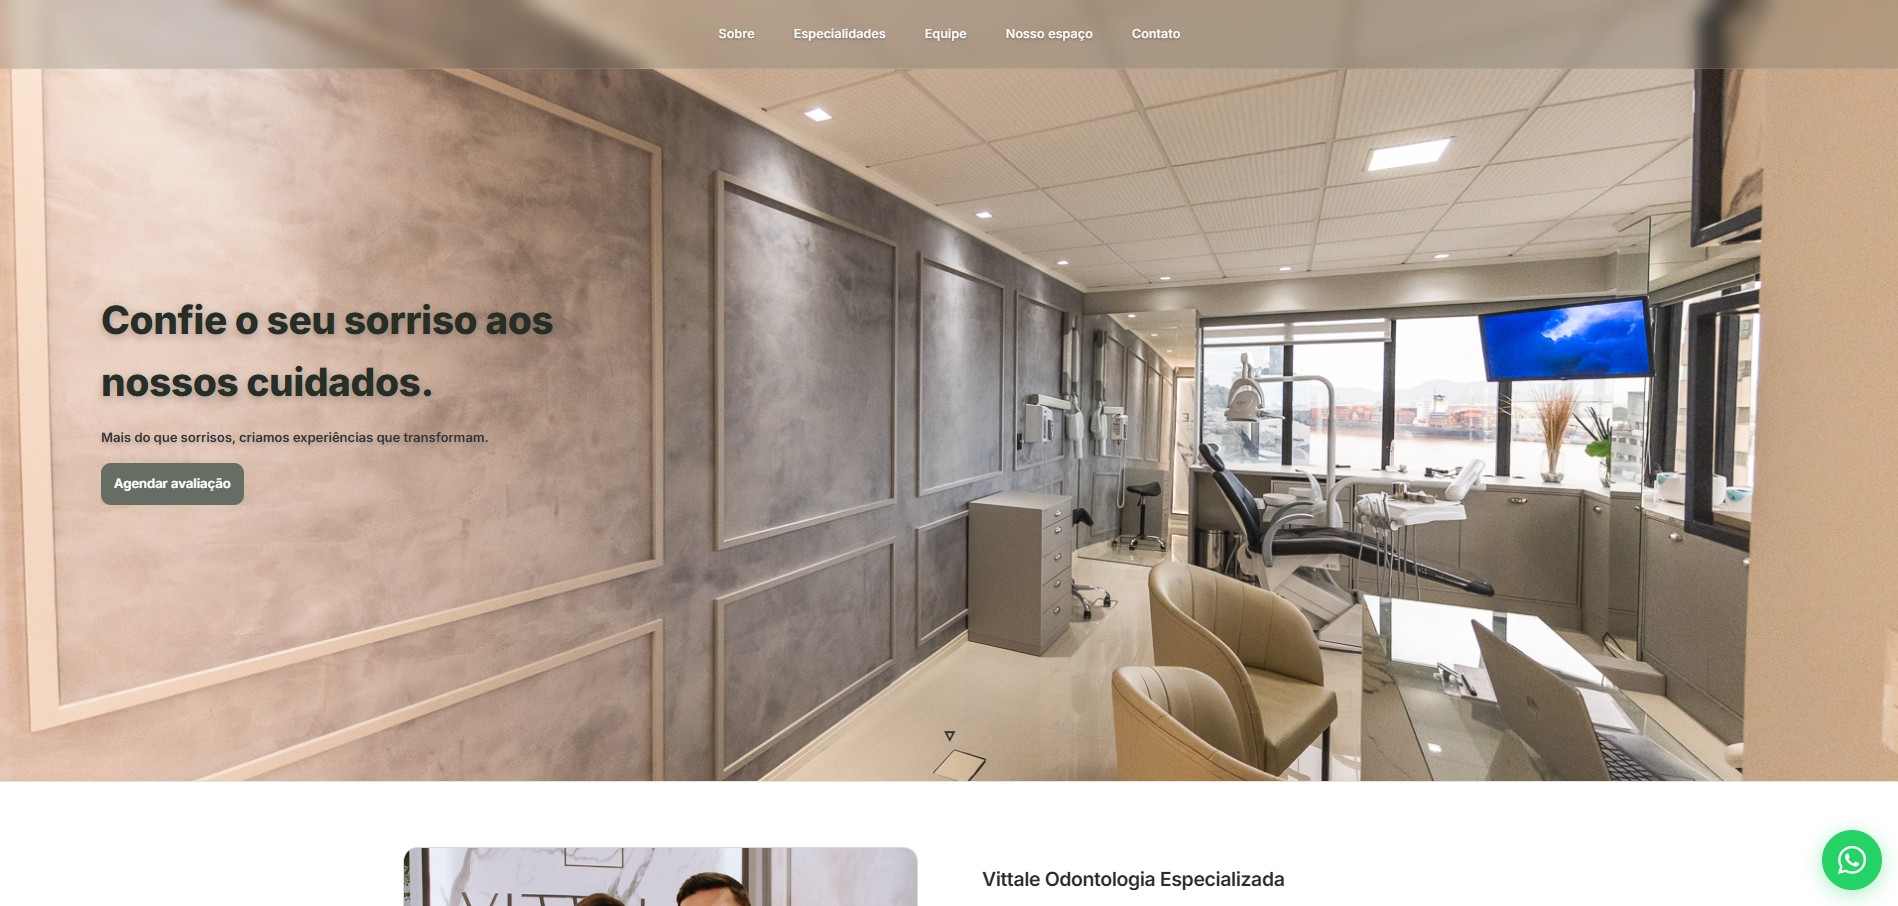 Sobre
Especialidades
Equipe
Nosso espaço
Contato
Confie o seu sorriso aos
nossos cuidados.
Mais do que sorrisos, criamos experiências que transformam.
Agendar avaliação
Vittale Odontologia Especializada